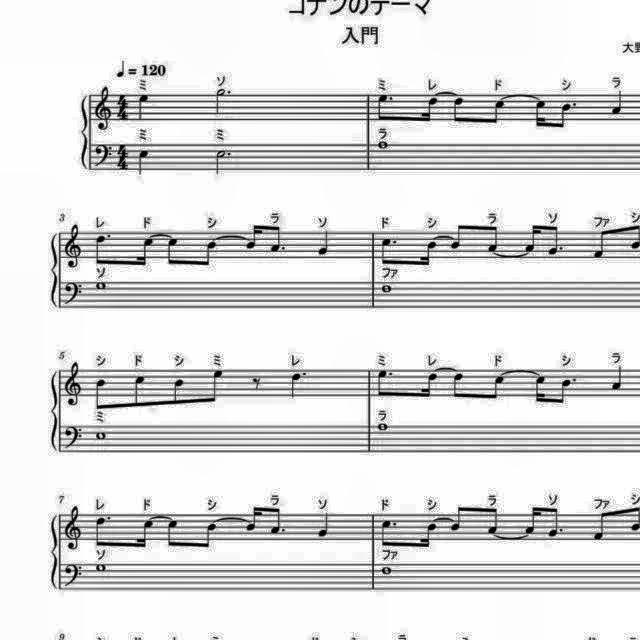 コナンのテーマ
入門
大野
♩= 120
ミ ソ ミ レ ド シ ラ
ミ ミ ラ
3
レ ド シ ラ ソ ド シ ラ ソ ファ シ
ソ ファ
5
シ ド シ ミ レ ミ レ ド シ ラ
ミ ラ
7
レ ド シ ラ ソ ド シ ラ ソ ファ シ
ソ ファ
9